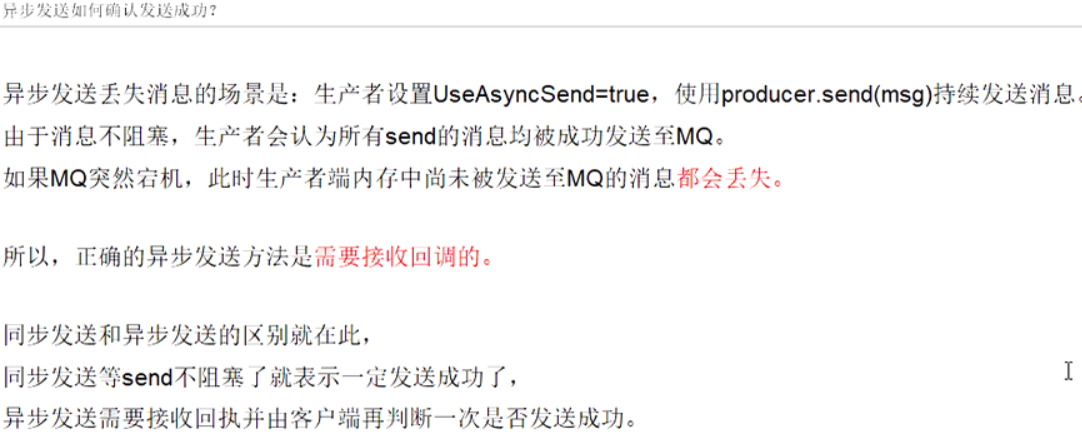 异步发送如何确认发送成功?
异步发送丢失消息的场景是：生产者设置UseAsyncSend=true，使用producer.send(msg)持续发送消息。
由于消息不阻塞，生产者会认为所有send的消息均被成功发送至MQ。
如果MQ突然宕机，此时生产者端内存中尚未被发送至MQ的消息都会丢失。
所以，正确的异步发送方法是需要接收回调的。
同步发送和异步发送的区别就在此，
同步发送等send不阻塞了就表示一定发送成功了，
异步发送需要接收回执并由客户端再判断一次是否发送成功。